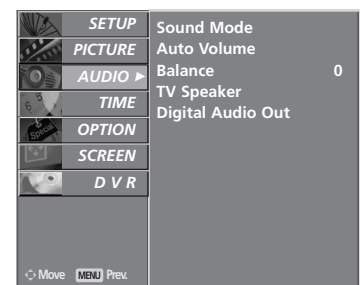 SETUP
PICTURE
AUDIO
TIME
OPTION
SCREEN
D V R
Sound Mode
Auto Volume
Balance 0
TV Speaker
Digital Audio Out
Move MENU Prev.